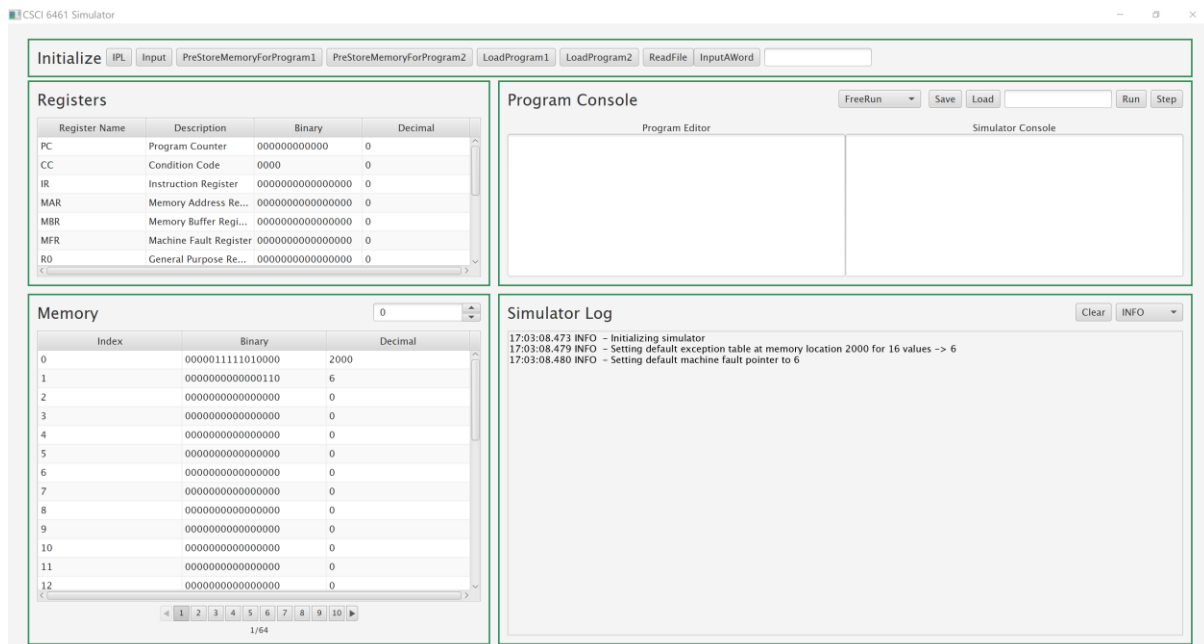 CSCI 6461 Simulator
Initialize IPL Input PreStoreMemoryForProgram1 PreStoreMemoryForProgram2 LoadProgram1 LoadProgram2 ReadFile InputAWord
Registers
Register Name Description Binary Decimal
PC Program Counter 000000000000 0
CC Condition Code 0000 0
IR Instruction Register 0000000000000000 0
MAR Memory Address Re... 0000000000000000 0
MBR Memory Buffer Regi... 0000000000000000 0
MFR Machine Fault Register 0000000000000000 0
R0 General Purpose Re... 0000000000000000 0
Program Console FreeRun Save Load Run Step
Program Editor Simulator Console
Memory 0
Index Binary Decimal
0 0000011111010000 2000
1 0000000000000110 6
2 0000000000000000 0
3 0000000000000000 0
4 0000000000000000 0
5 0000000000000000 0
6 0000000000000000 0
7 0000000000000000 0
8 0000000000000000 0
9 0000000000000000 0
10 0000000000000000 0
11 0000000000000000 0
12 0000000000000000 0
1 2 3 4 5 6 7 8 9 10
1/64
Simulator Log Clear INFO
17:03:08.473 INFO - Initializing simulator
17:03:08.479 INFO - Setting default exception table at memory location 2000 for 16 values -> 6
17:03:08.480 INFO - Setting default machine fault pointer to 6